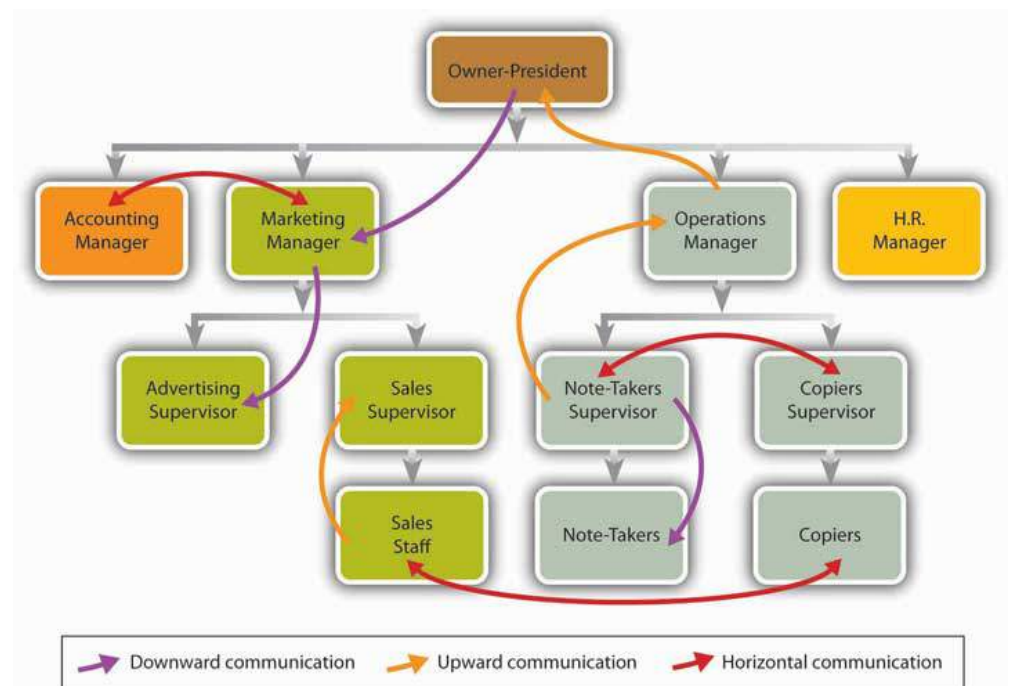 Owner-President
Accounting
Manager
Marketing
Manager
Operations
Manager
H.R.
Manager
Advertising
Supervisor
Sales
Supervisor
Note-Takers
Supervisor
Copiers
Supervisor
Sales
Staff
Note-Takers
Copiers
Downward communication
Upward communication
Horizontal communication